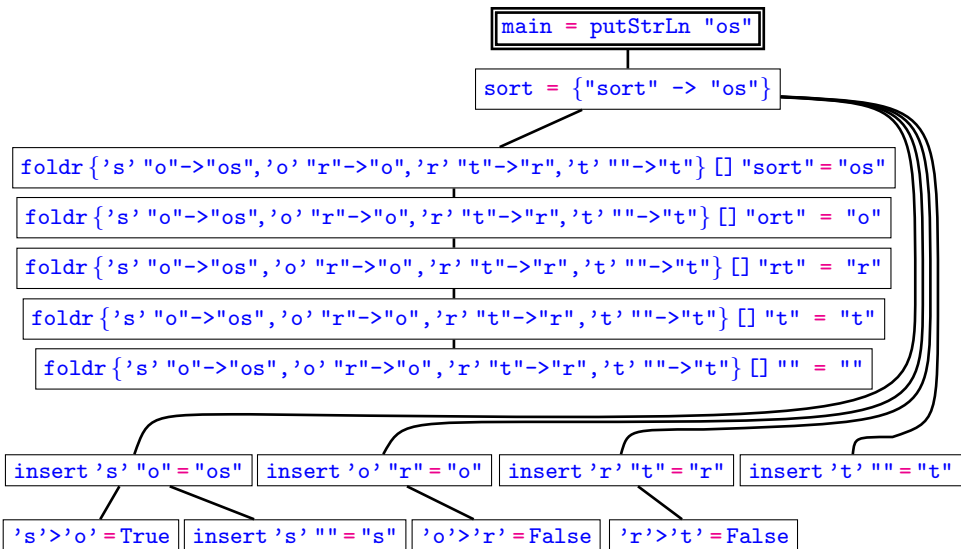 main = putStrLn "os"
sort = {"sort" -> "os"}
foldr {'s' "o"->"os",'o' "r"->"o",'r' "t"->"r",'t' ""->"t"} [] "sort"="os"
foldr {'s' "o"->"os",'o' "r"->"o",'r' "t"->"r",'t' ""->"t"} [] "ort" = "o"
foldr {'s' "o"->"os",'o' "r"->"o",'r' "t"->"r",'t' ""->"t"} [] "rt" = "r"
foldr {'s' "o"->"os",'o' "r"->"o",'r' "t"->"r",'t' ""->"t"} [] "t" = "t"
foldr {'s' "o"->"os",'o' "r"->"o",'r' "t"->"r",'t' ""->"t"} [] "" = ""
insert 's' "o"="os" insert 'o' "r"="o" insert 'r' "t"="r" insert 't' ""="t"
's'>'o'=True insert 's' ""="s" 'o'>'r'=False 'r'>'t'=False